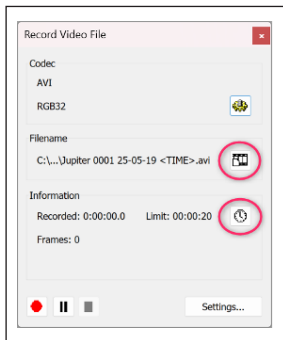 Record Video File
Codec
AVI
RGB32
Filename
C:\...\Jupiter 0001 25-05-19 <TIME>.avi
Information
Recorded: 0:00:00.0 Limit: 00:00:20
Frames: 0
Settings...